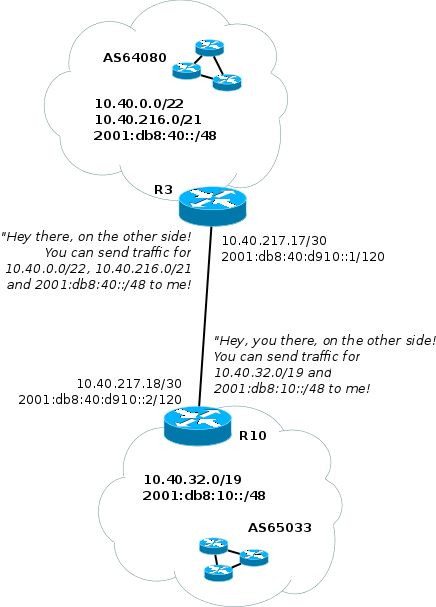 AS64080
10.40.0.0/22
10.40.216.0/21
2001:db8:40::/48
R3
"Hey there, on the other side!
You can send traffic for
10.40.0.0/22, 10.40.216.0/21
and 2001:db8:40::/48 to me!
10.40.217.17/30
2001:db8:40:d910::1/120
"Hey, you there, on the other side!
You can send traffic for
10.40.32.0/19 and
2001:db8:10::/48 to me!
10.40.217.18/30
2001:db8:40:d910::2/120
R10
10.40.32.0/19
2001:db8:10::/48
AS65033